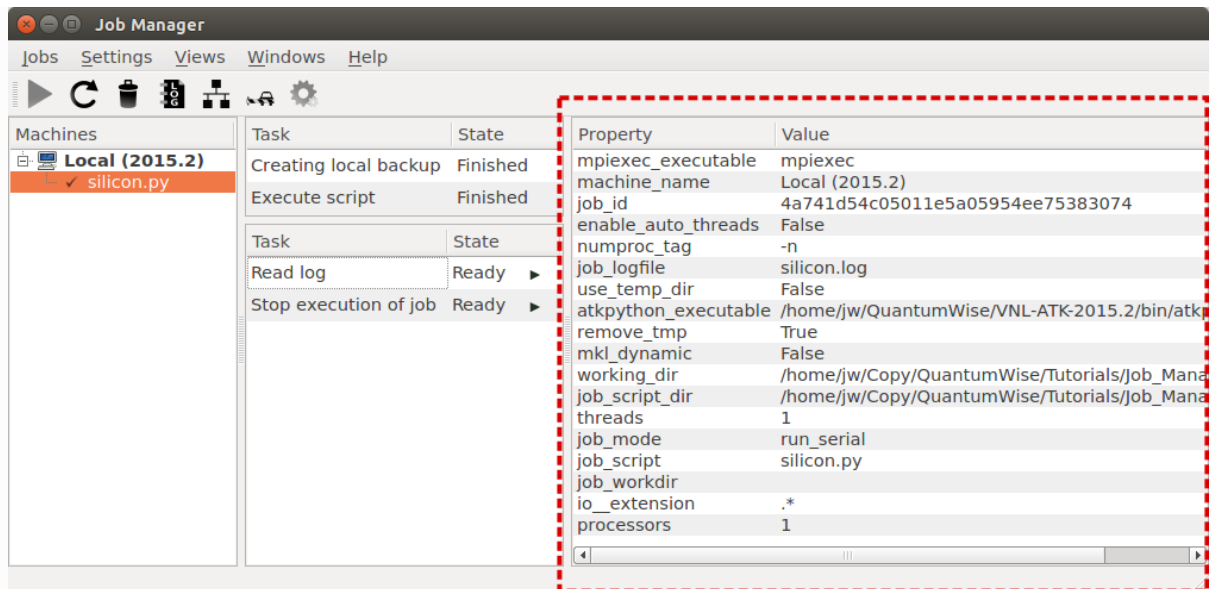 Job Manager
Jobs Settings Views Windows Help
LOG
Machines
Local (2015.2)
silicon.py
Task State
Creating local backup Finished
Execute script Finished
Task State
Read log Ready
Stop execution of job Ready
Property Value
mpiexec_executable mpiexec
machine_name Local (2015.2)
job_id 4a741d54c05011e5a05954ee75383074
enable_auto_threads False
numproc_tag -n
job_logfile silicon.log
use_temp_dir False
atkpython_executable /home/jw/QuantumWise/VNL-ATK-2015.2/bin/atkp
remove_tmp True
mkl_dynamic False
working_dir /home/jw/Copy/QuantumWise/Tutorials/Job_Mana
job_script_dir /home/jw/Copy/QuantumWise/Tutorials/Job_Mana
threads 1
job_mode run_serial
job_script silicon.py
job_workdir
io__extension .*
processors 1